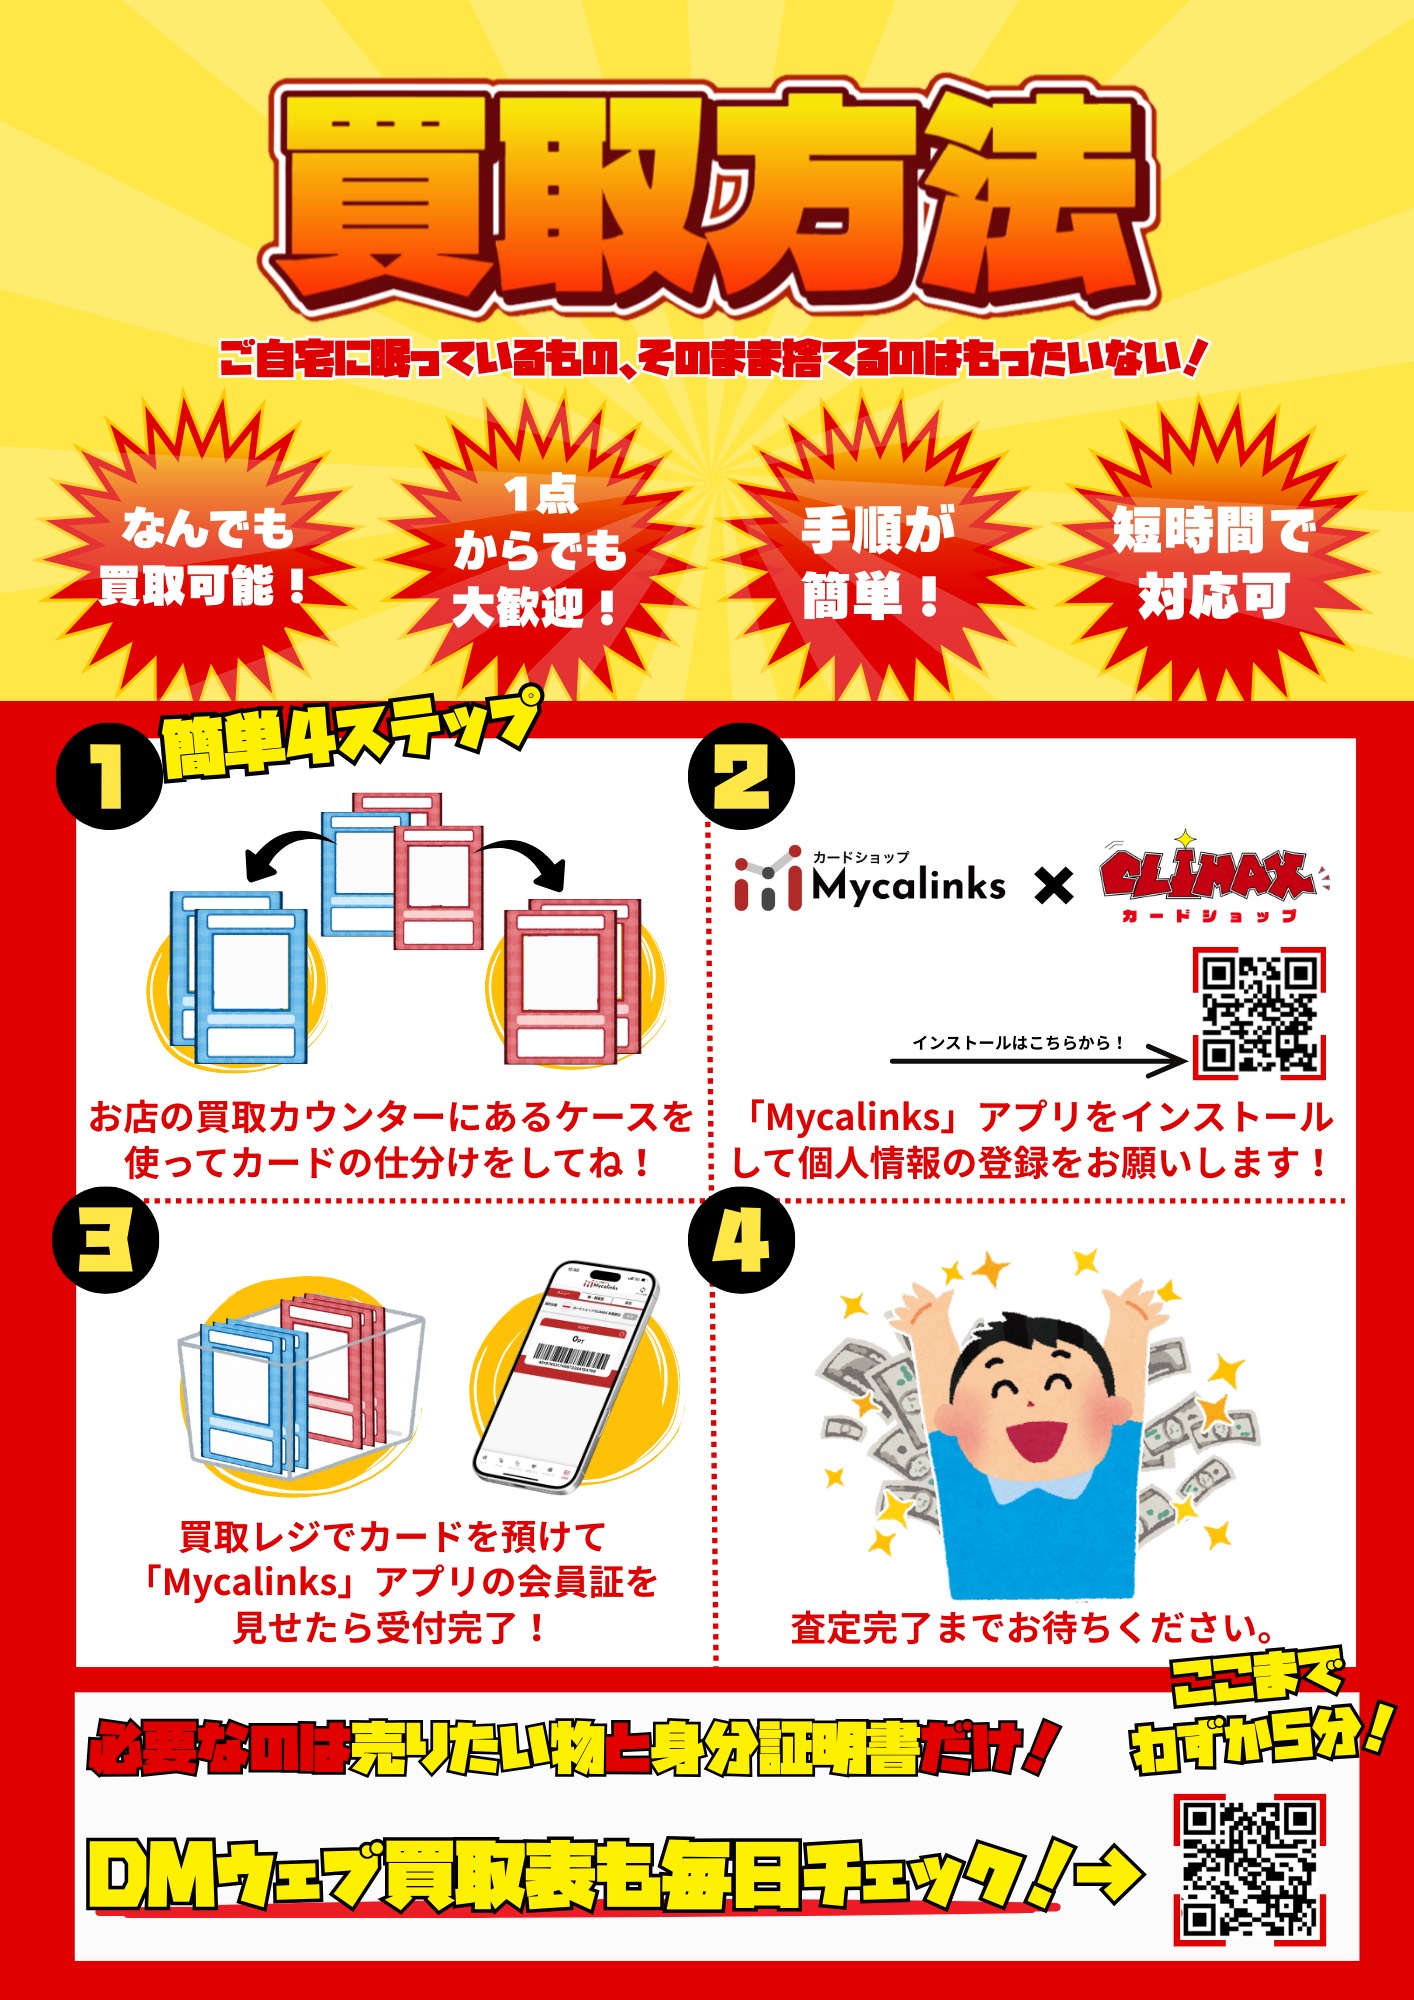 買取方法
ご自宅に眠っているもの、そのまま捨てるのはもったいない！
なんでも
買取可能！
1点
からでも
大歓迎！
手順が
簡単！
短時間で
対応可
簡単4ステップ
1
お店の買取カウンターにあるケースを
使ってカードの仕分けをしてね！
2
カードショップ
Mycalinks
×
CLIMAX
カードショップ
インストールはこちらから！
「Mycalinks」アプリをインストール
して個人情報の登録をお願いします！
3
Mycalinks
メニュー
0PT
買取レジでカードを預けて
「Mycalinks」アプリの会員証を
見せたら受付完了！
4
査定完了までお待ちください。
ここまで
わずか5分！
必要なのは売りたい物と身分証明書だけ！
DMウェブ買取表も毎日チェック！→